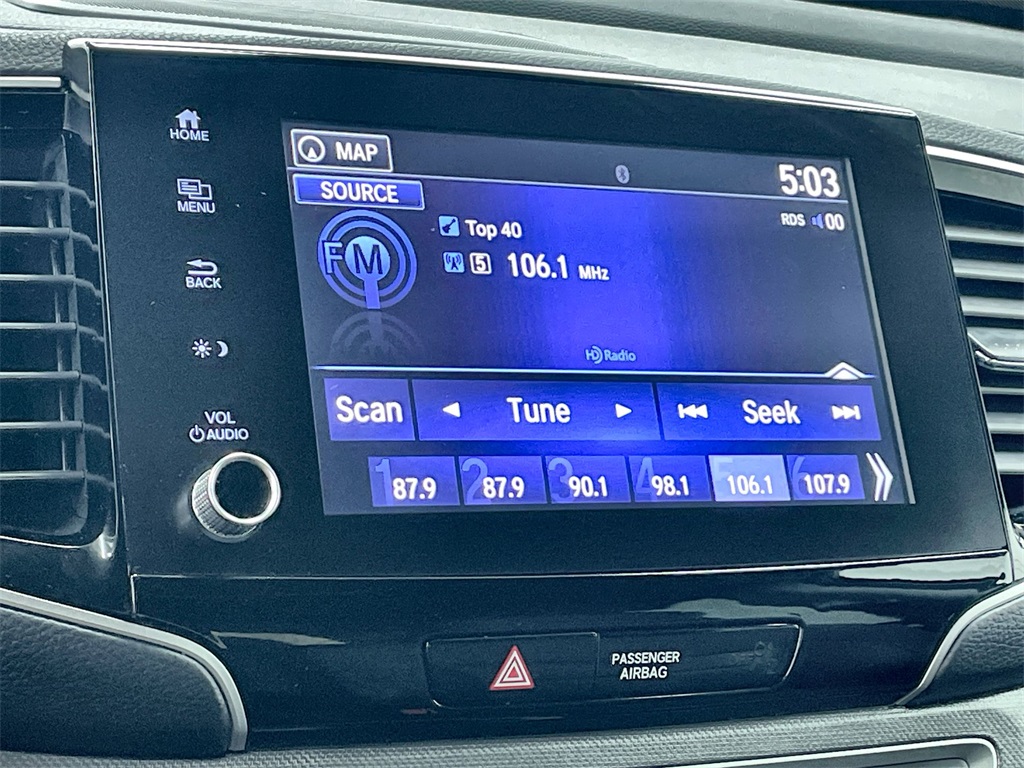 HOME
MENU
BACK
VOL
AUDIO
MAP
5:03
SOURCE
RDS 00
FM
Top 40
5 106.1 MHz
HD Radio
Scan Tune Seek
1 87.9 2 87.9 3 90.1 4 98.1 5 106.1 6 107.9
PASSENGER
AIRBAG